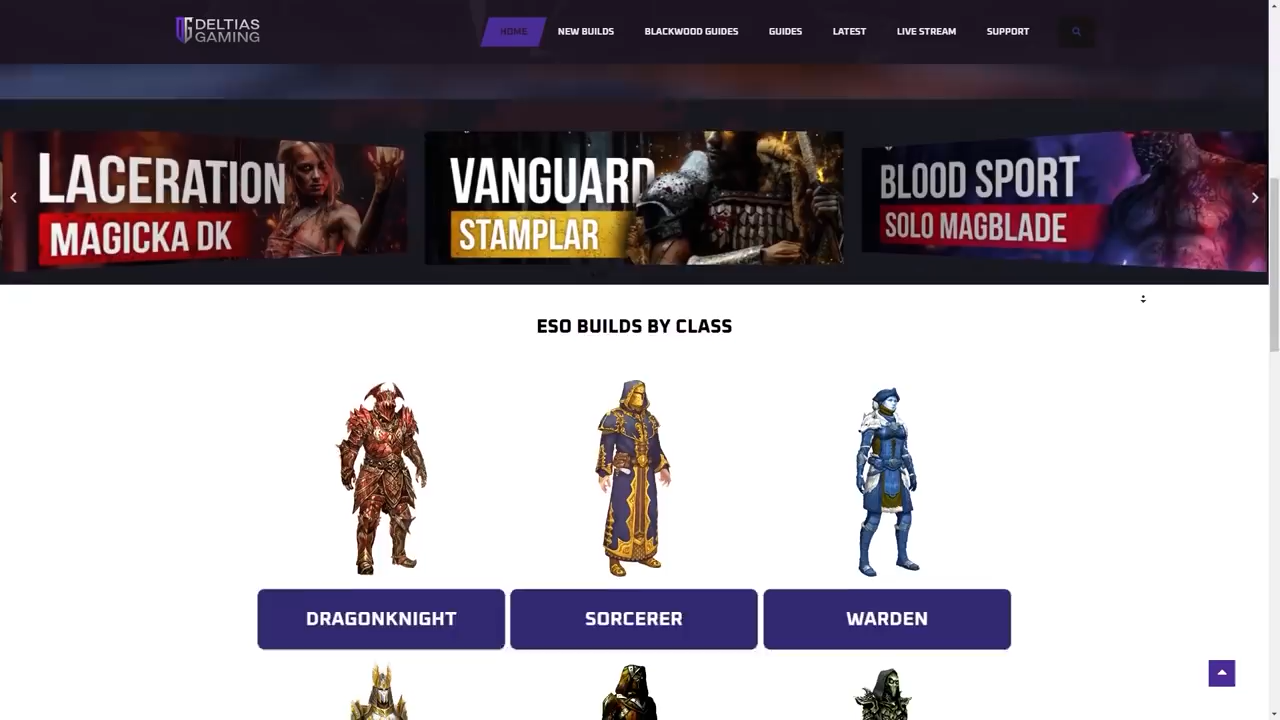 DELTIAS
GAMING
HOME
NEW BUILDS
BLACKWOOD GUIDES
GUIDES
LATEST
LIVE STREAM
SUPPORT
LACERATION
MAGICKA DK
VANGUARD
STAMPLAR
BLOOD SPORT
SOLO MAGBLADE
ESO BUILDS BY CLASS
DRAGONKNIGHT
SORCERER
WARDEN